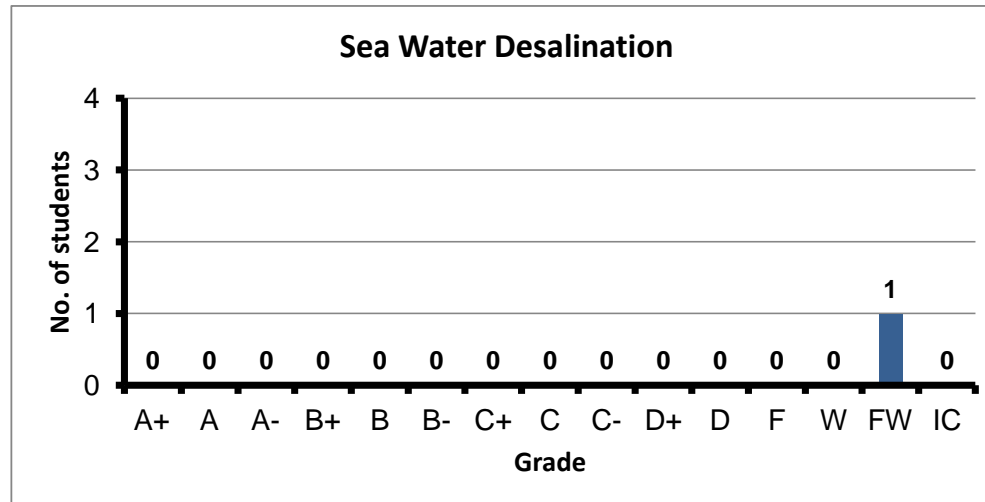 Sea Water Desalination
No. of students
4
3
2
1
0
1
0 0 0 0 0 0 0 0 0 0 0 0 0 0
A+ A A- B+ B B- C+ C C- D+ D F W FW IC
Grade